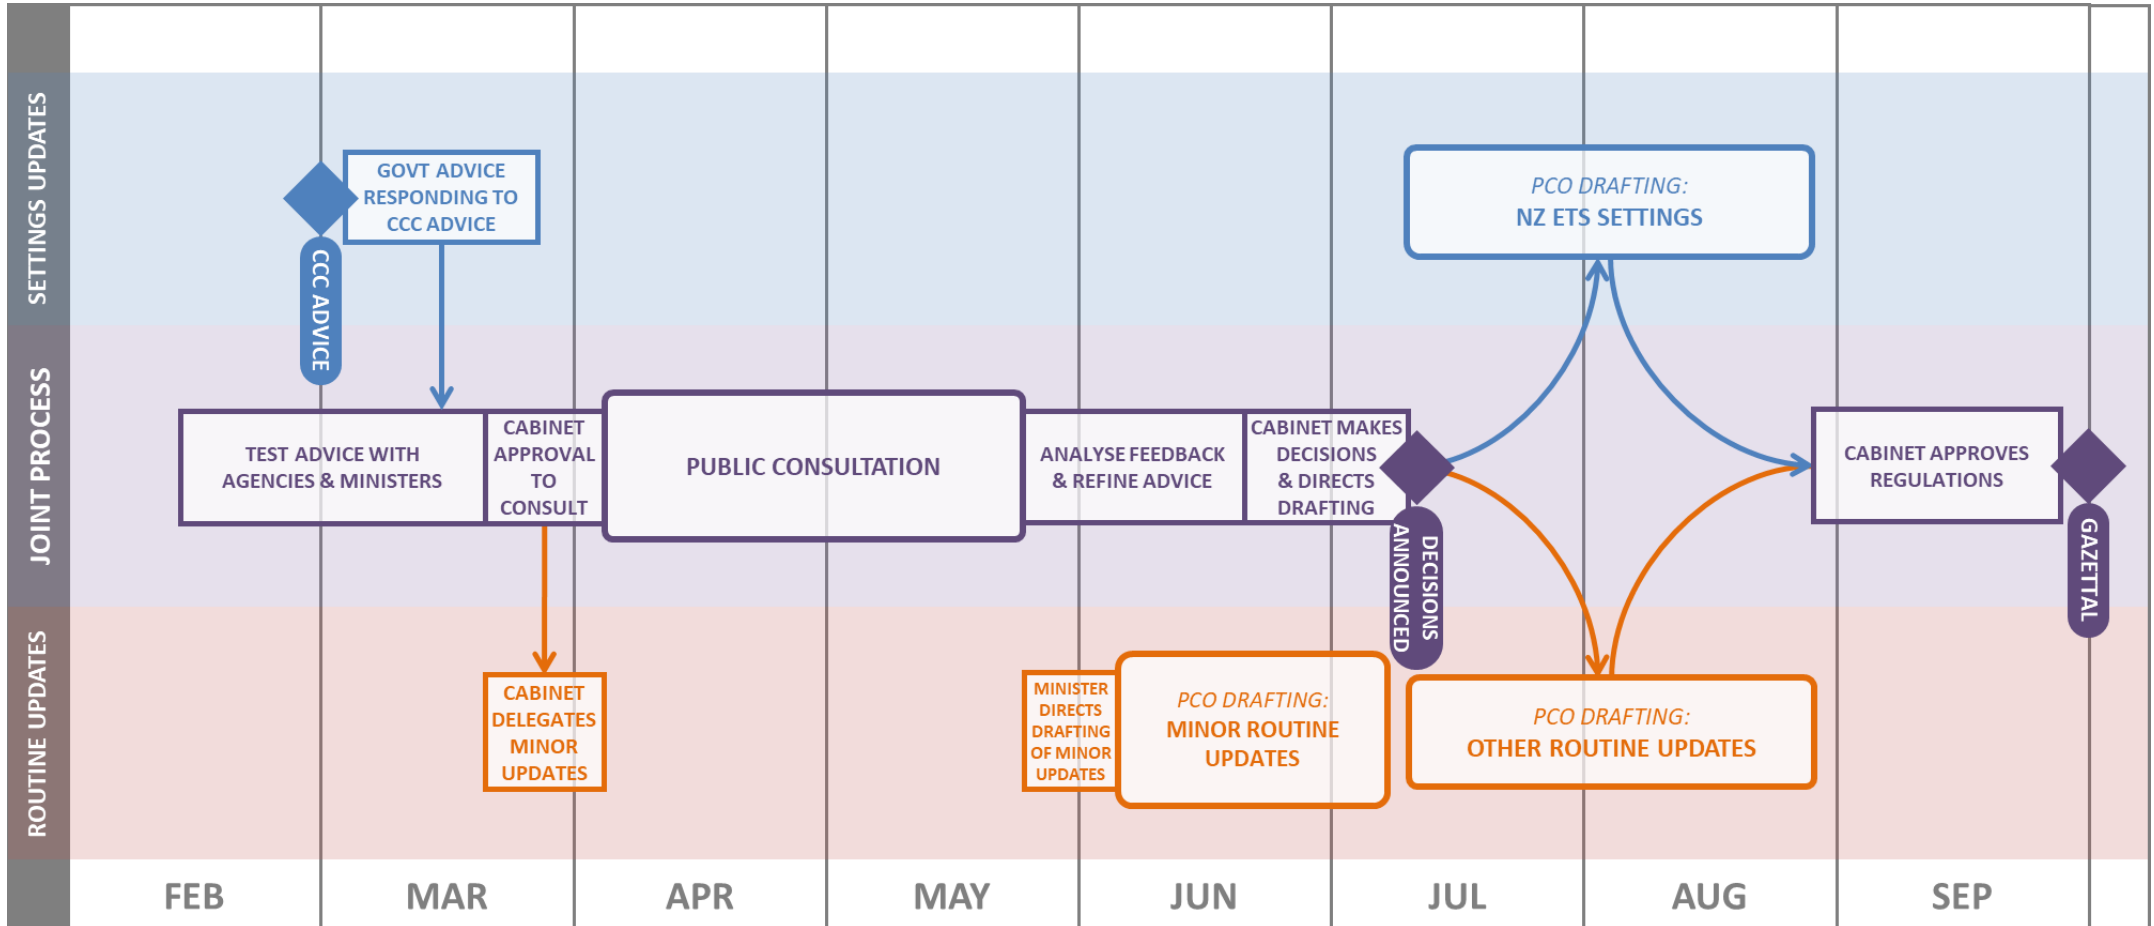 SETTINGS UPDATES
GOVT ADVICE
RESPONDING TO
CCC ADVICE
CCC ADVICE
PCO DRAFTING:
NZ ETS SETTINGS
JOINT PROCESS
TEST ADVICE WITH
AGENCIES & MINISTERS
CABINET
APPROVAL
TO
CONSULT
PUBLIC CONSULTATION
ANALYSE FEEDBACK
& REFINE ADVICE
CABINET MAKES
DECISIONS
& DIRECTS
DRAFTING
DECISIONS
ANNOUNCED
CABINET APPROVES
REGULATIONS
GAZETTAL
ROUTINE UPDATES
CABINET
DELEGATES
MINOR
UPDATES
MINISTER
DIRECTS
DRAFTING
OF MINOR
UPDATES
PCO DRAFTING:
MINOR ROUTINE
UPDATES
PCO DRAFTING:
OTHER ROUTINE UPDATES
FEB
MAR
APR
MAY
JUN
JUL
AUG
SEP